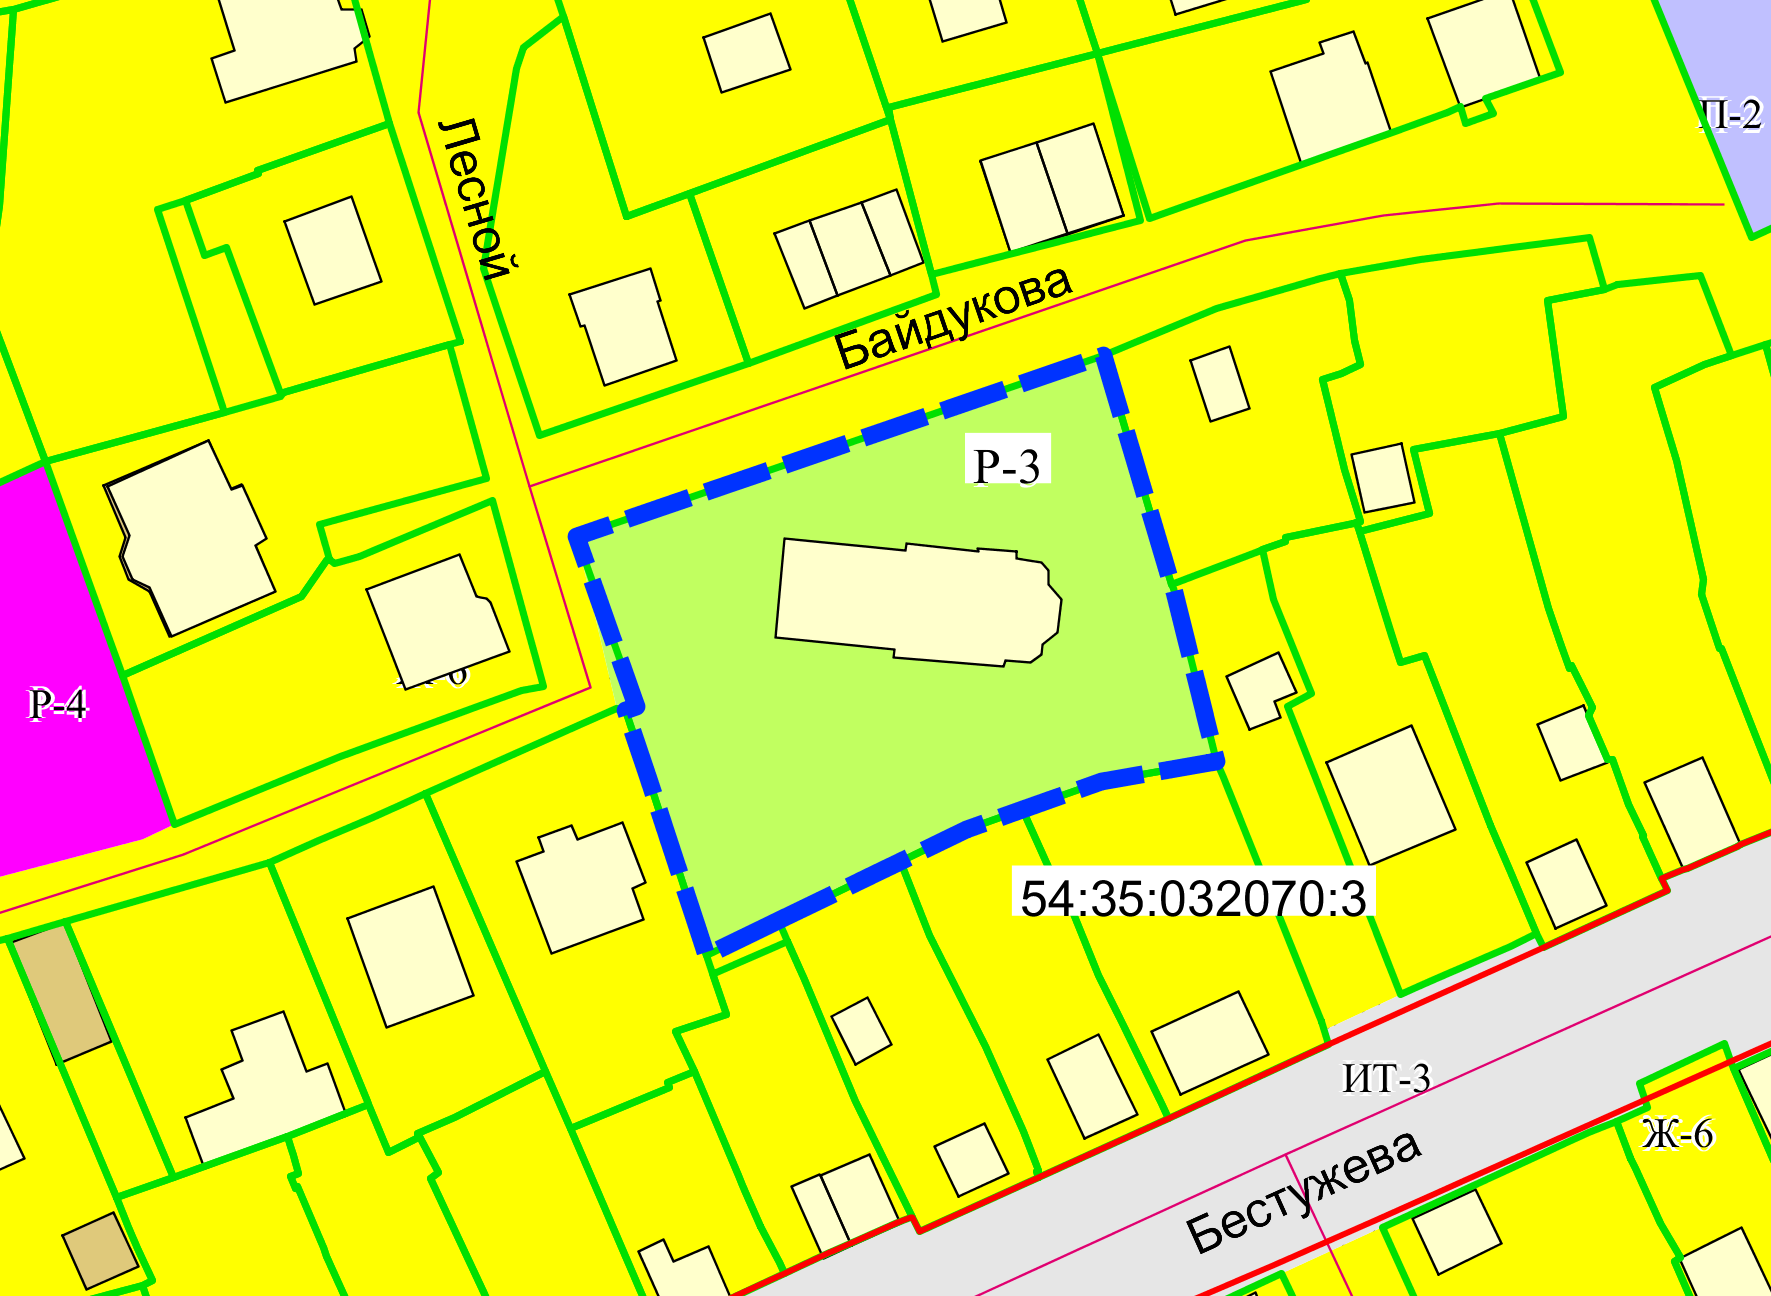 П-2
Лесной
Байдукова
Р-3
Р-4
54:35:032070:3
ИТ-3
Ж-6
Бестужева